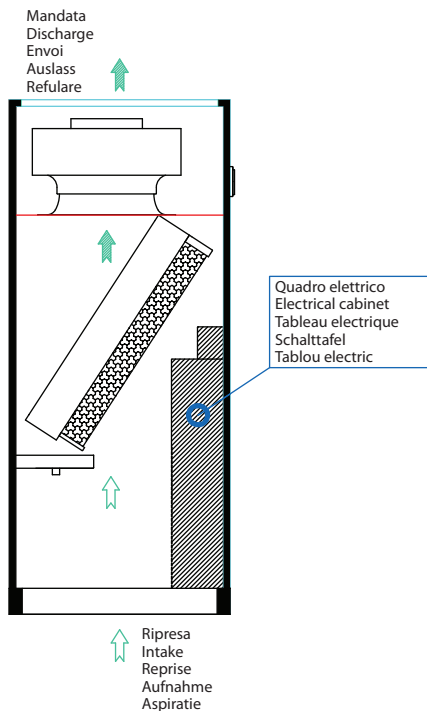 Mandata
Discharge
Envoi
Auslass
Refulare
Quadro elettrico
Electrical cabinet
Tableau electrique
Schalttafel
Tablou electric
Ripresa
Intake
Reprise
Aufnahme
Aspiratie